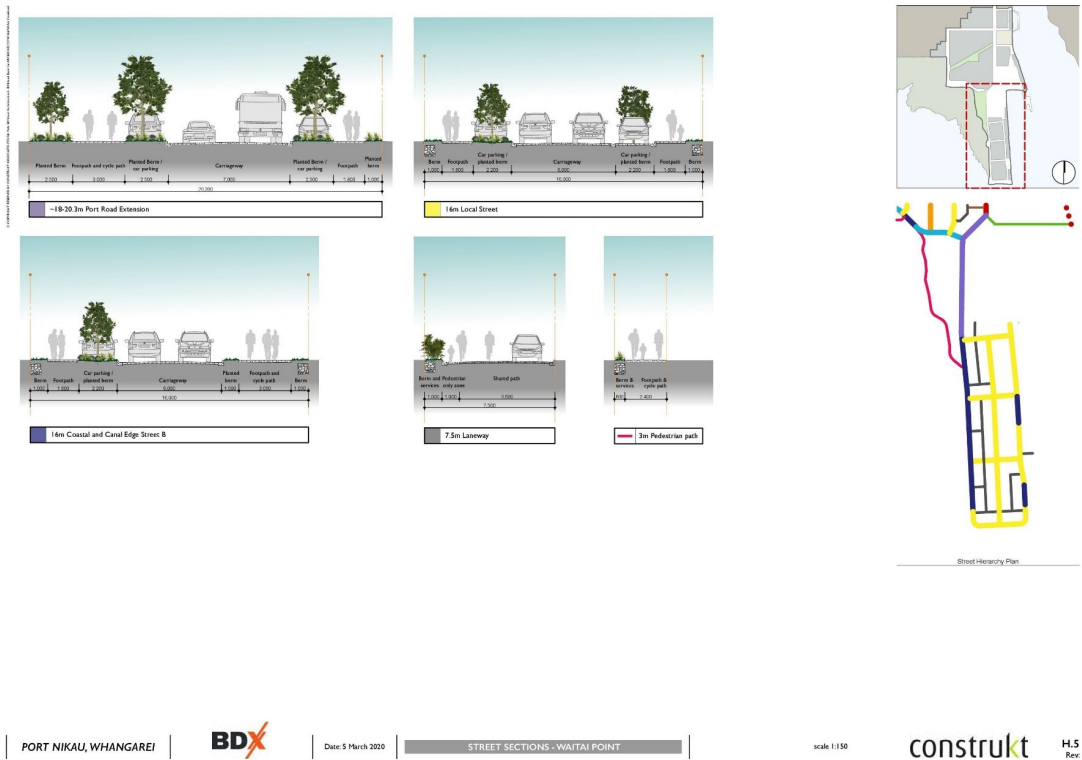 Planted Berm
Footpath and cycle path
Planted Berm /
car parking
Carriageway
Planted Berm /
car parking
Footpath
Planted
berm
2.500
3.000
2.500
7.000
2.500
1.800
1.000
20.300
~18-20.3m Port Road Extension
Berm
Footpath
Car parking /
planted berm
Carriageway
Car parking /
planted berm
Footpath
Berm
1.000
1.800
2.200
6.000
2.200
1.800
1.000
16.000
16m Local Street
Berm
Footpath
Car parking /
planted berm
Carriageway
Planted
berm
Footpath and
cycle path
Berm
1.000
1.800
2.200
6.000
1.000
3.000
1.000
16.000
16m Coastal and Canal Edge Street B
Berm and
services
Pedestrian
only zone
Shared path
1.000
1.000
5.500
7.500
7.5m Laneway
Berm &
services
Footpath &
cycle path
600
2.400
3m Pedestrian path
Street Hierarchy Plan
PORT NIKAU, WHANGAREI
BDX
Date: 5 March 2020
STREET SECTIONS - WAITAI POINT
scale 1:150
construkt
H.5
Rev: